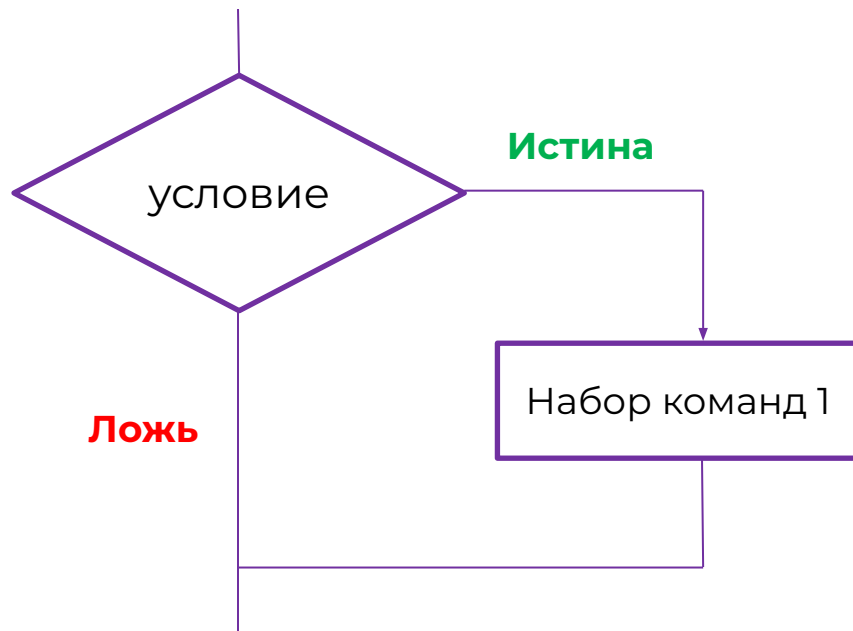 Истина
условие
Набор команд 1
Ложь